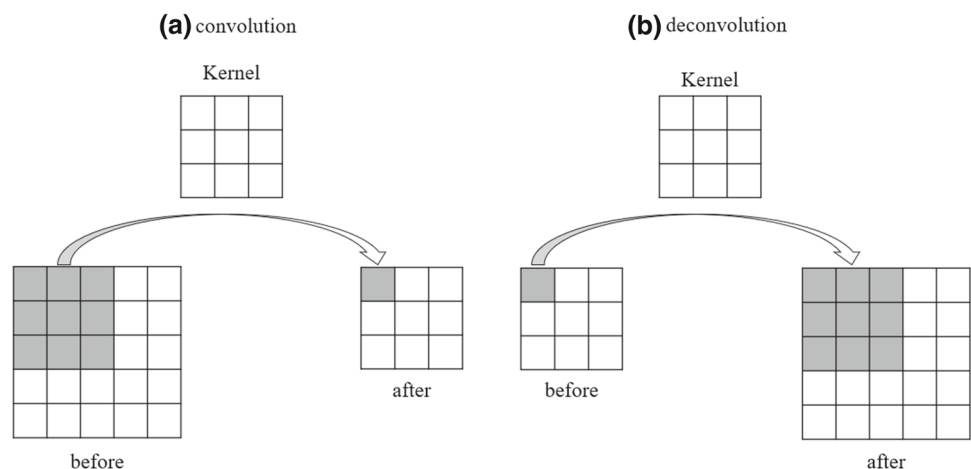 (a) convolution
Kernel
before
after
(b) deconvolution
Kernel
before
after